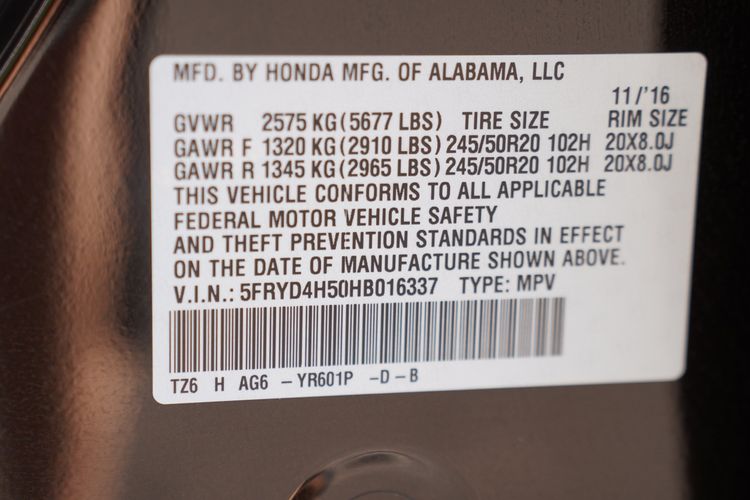 MFD. BY HONDA MFG. OF ALABAMA, LLC
11/'16
GVWR 2575 KG(5677 LBS) TIRE SIZE RIM SIZE
GAWR F 1320 KG(2910 LBS) 245/50R20 102H 20X8.0J
GAWR R 1345 KG(2965 LBS) 245/50R20 102H 20X8.0J
THIS VEHICLE CONFORMS TO ALL APPLICABLE
FEDERAL MOTOR VEHICLE SAFETY
AND THEFT PREVENTION STANDARDS IN EFFECT
ON THE DATE OF MANUFACTURE SHOWN ABOVE.
V.I.N.: 5FRYD4H50HB016337 TYPE: MPV
TZ6 H AG6 -YR601P -D-B